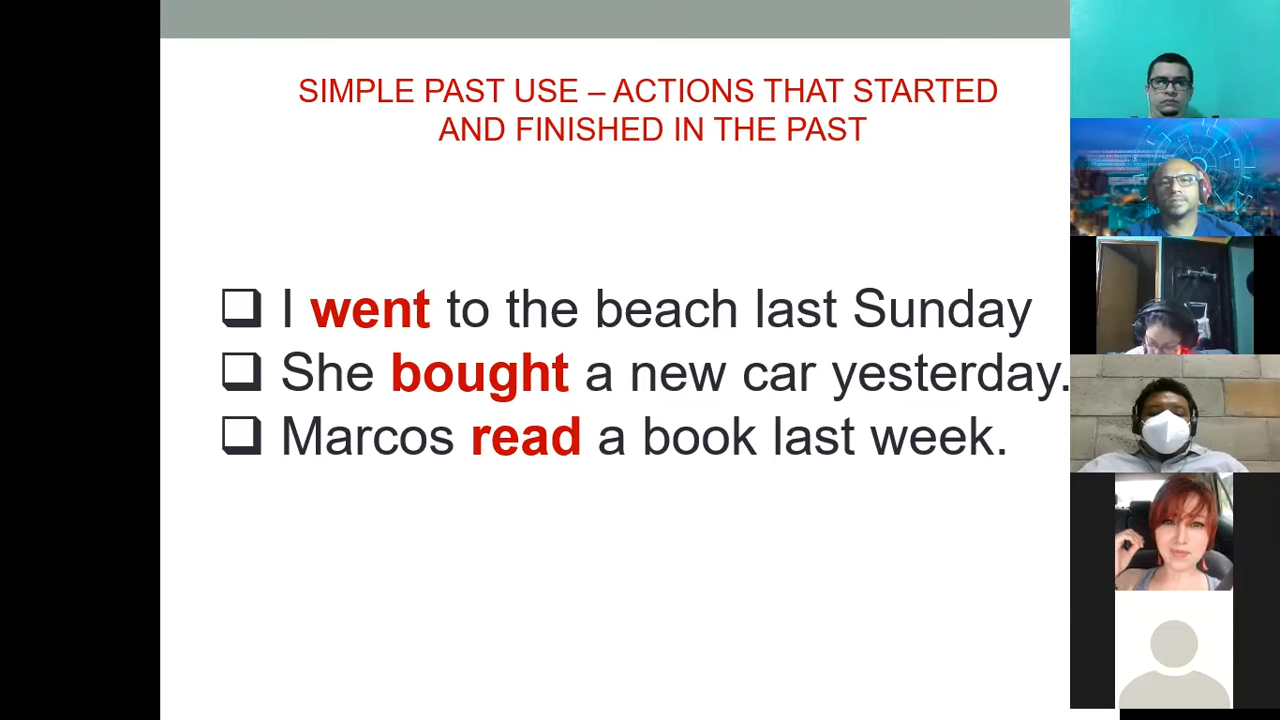 SIMPLE PAST USE – ACTIONS THAT STARTED
AND FINISHED IN THE PAST
I went to the beach last Sunday
She bought a new car yesterday.
Marcos read a book last week.